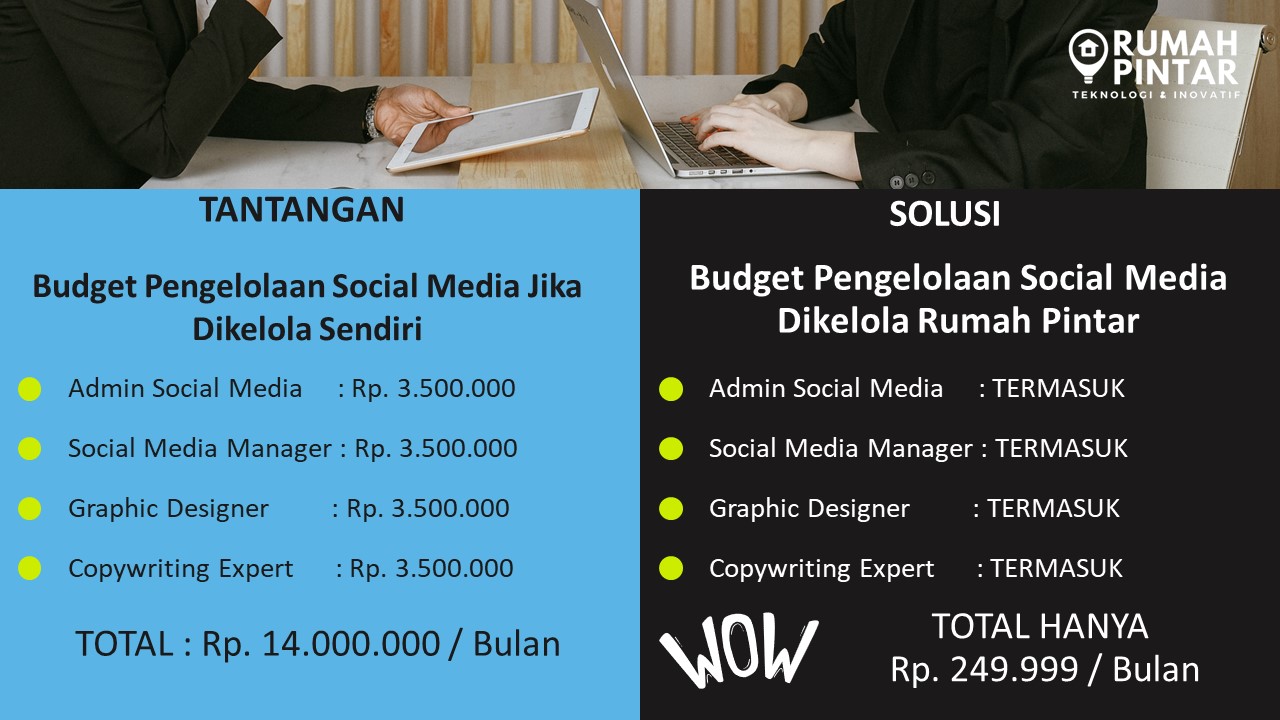 RUMAH
PINTAR
TEKNOLOGI & INOVATIF
TANTANGAN
Budget Pengelolaan Social Media Jika
Dikelola Sendiri
Admin Social Media : Rp. 3.500.000
Social Media Manager : Rp. 3.500.000
Graphic Designer : Rp. 3.500.000
Copywriting Expert : Rp. 3.500.000
TOTAL : Rp. 14.000.000 / Bulan
SOLUSI
Budget Pengelolaan Social Media
Dikelola Rumah Pintar
Admin Social Media : TERMASUK
Social Media Manager : TERMASUK
Graphic Designer : TERMASUK
Copywriting Expert : TERMASUK
WOW
TOTAL HANYA
Rp. 249.999 / Bulan